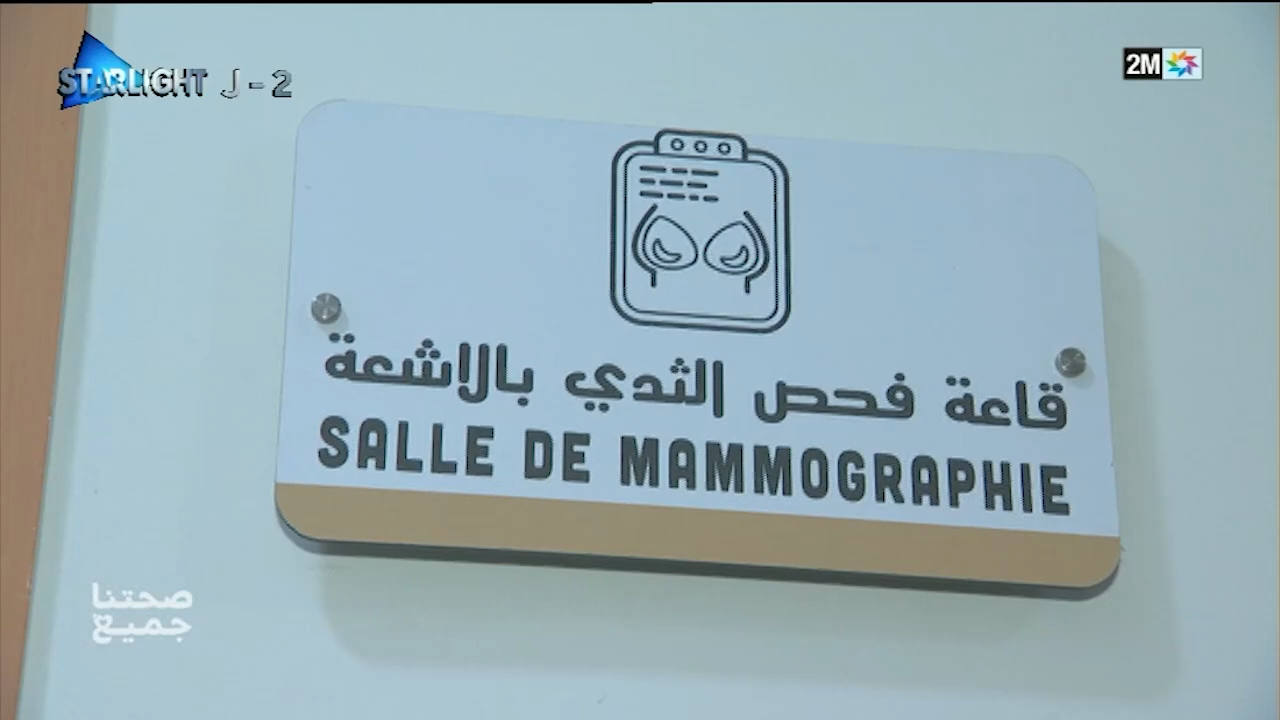 STARLIGHT J-2
2M
قاعة فحص الثدي بالاشعة
SALLE DE MAMMOGRAPHIE
صحتنا
جميع